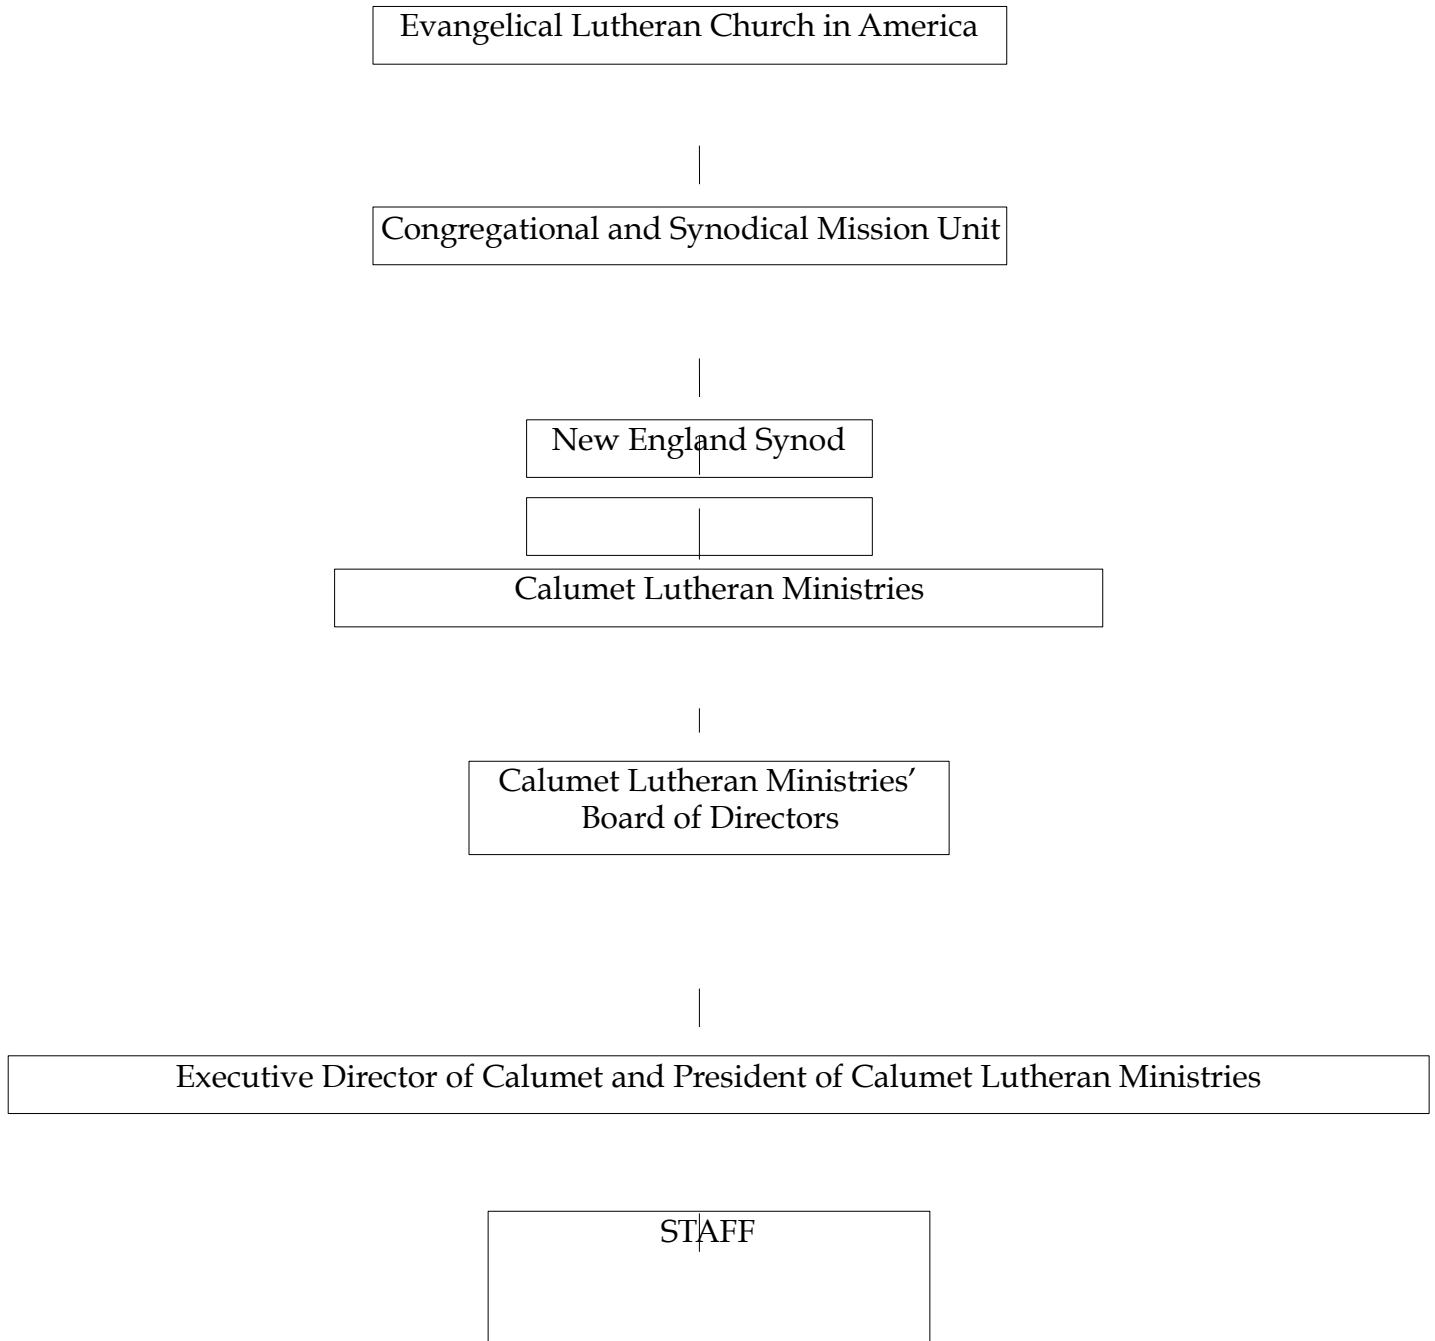 Evangelical Lutheran Church in America
Congregational and Synodical Mission Unit
New England Synod
Calumet Lutheran Ministries
Calumet Lutheran Ministries’
Board of Directors
Executive Director of Calumet and President of Calumet Lutheran Ministries
STAFF